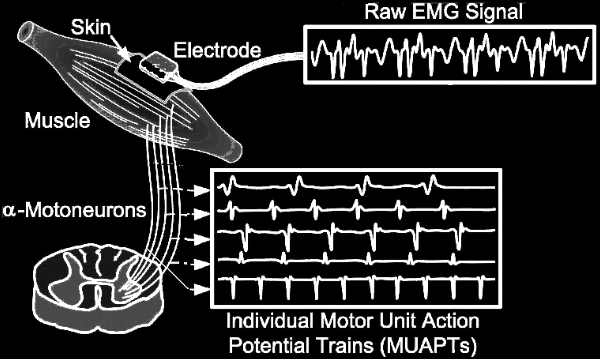 Raw EMG Signal
Skin
Electrode
Muscle
α-Motoneurons
Individual Motor Unit Action
Potential Trains (MUAPTs)